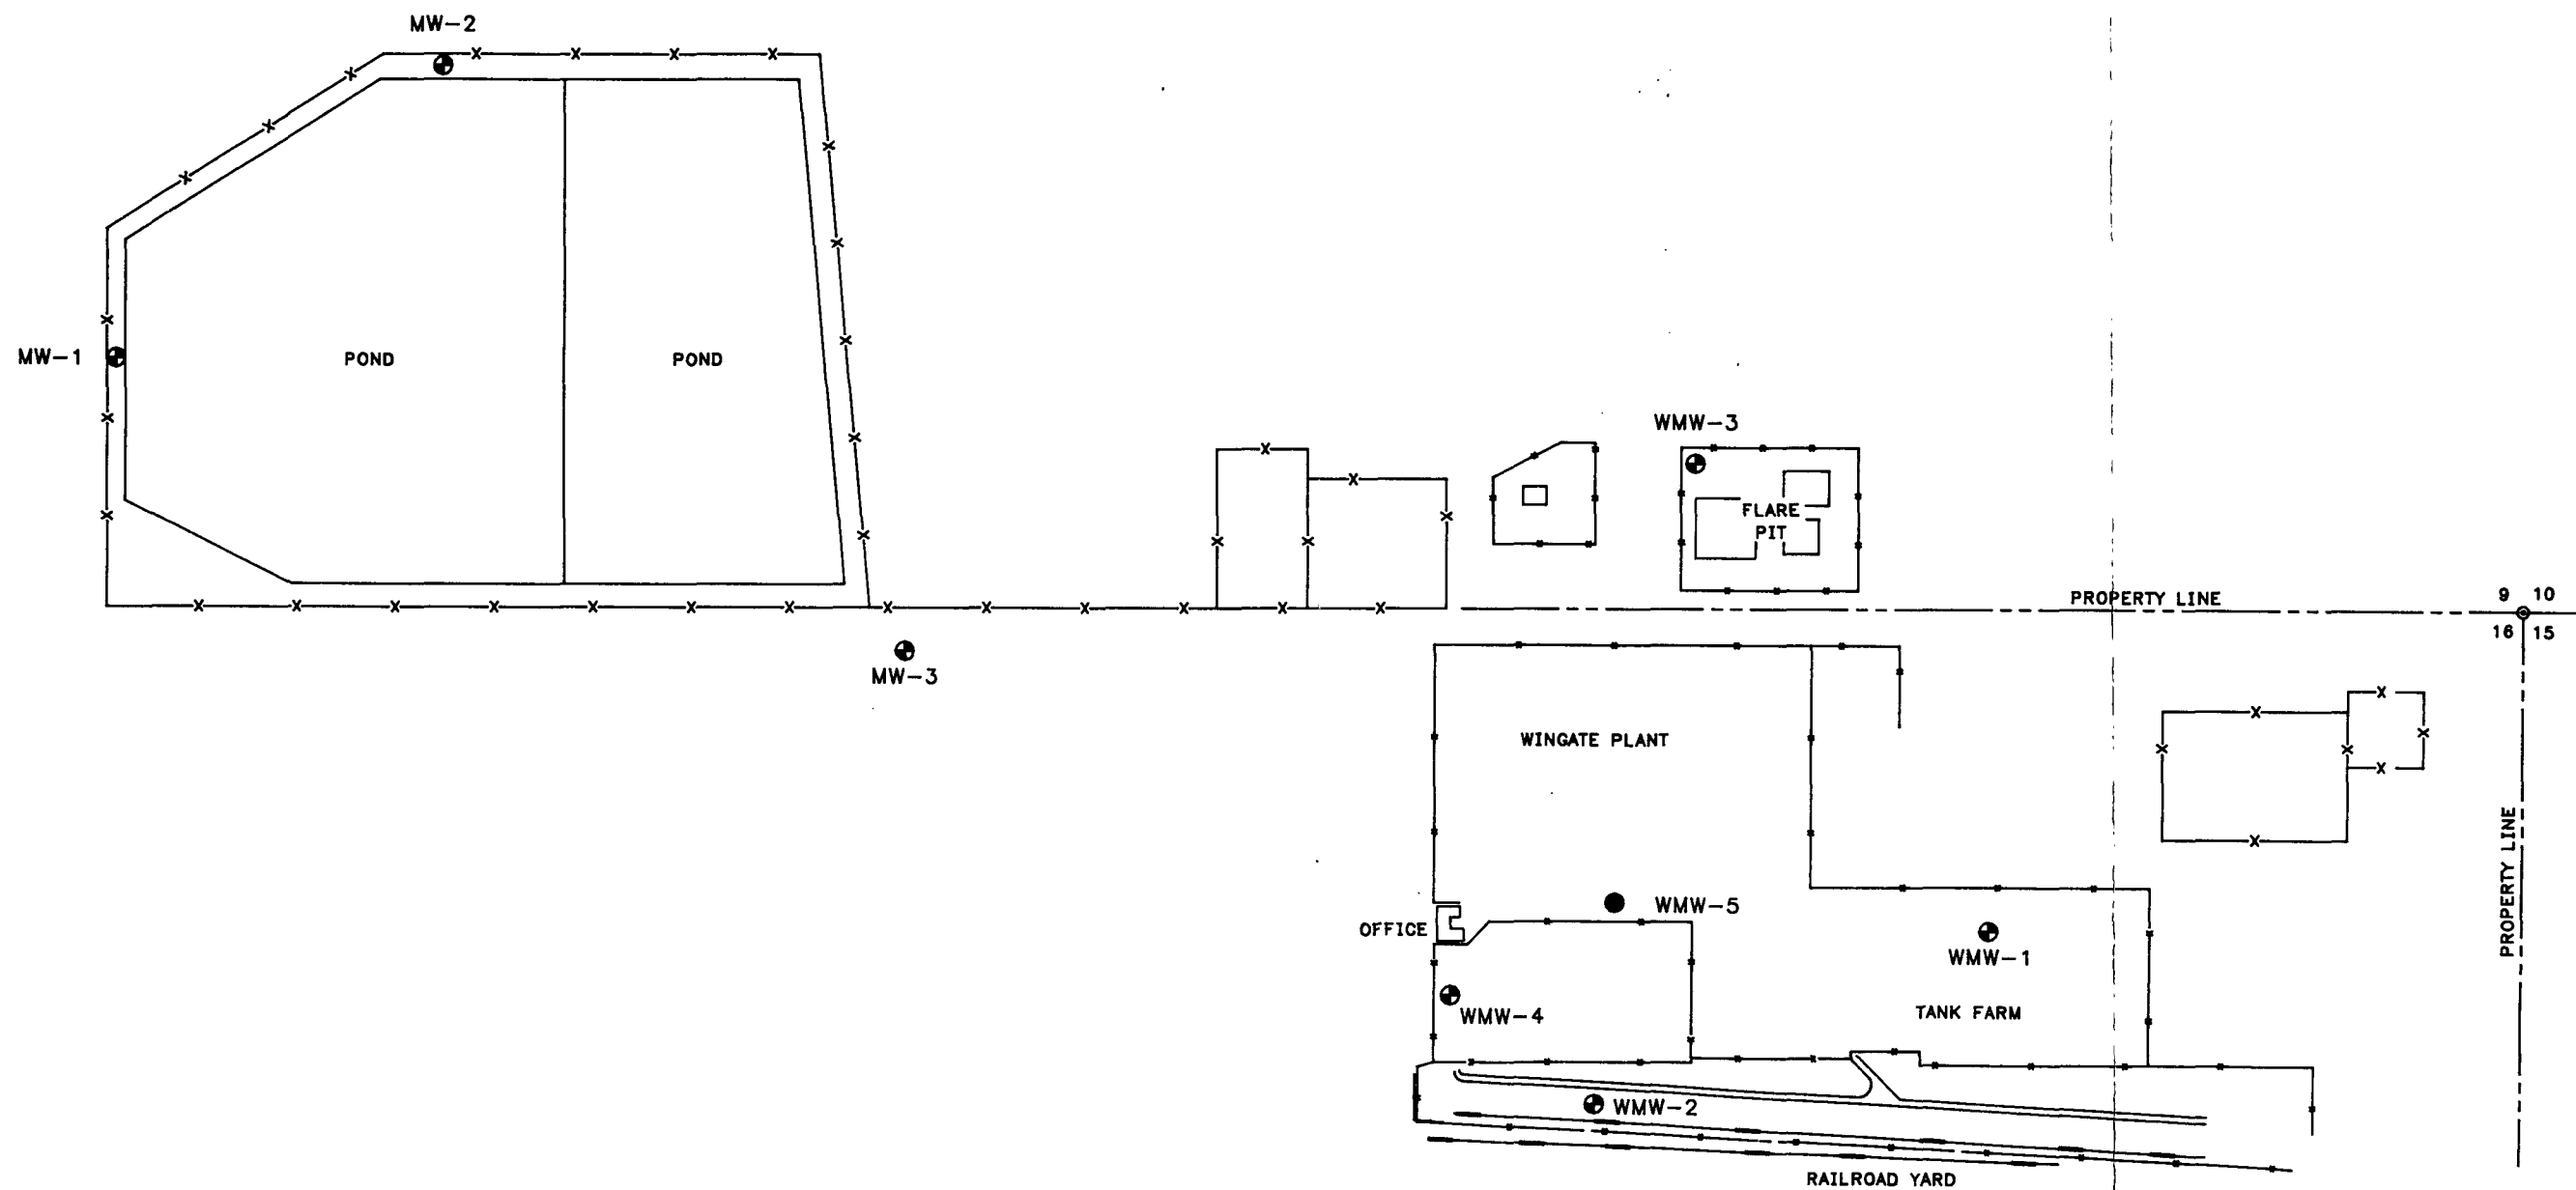 MW-2
MW-1
POND
POND
WMW-3
FLARE
PIT
PROPERTY LINE
9 10
16 15
MW-3
WINGATE PLANT
PROPERTY LINE
WMW-5
OFFICE
WMW-1
WMW-4
TANK FARM
WMW-2
RAILROAD YARD